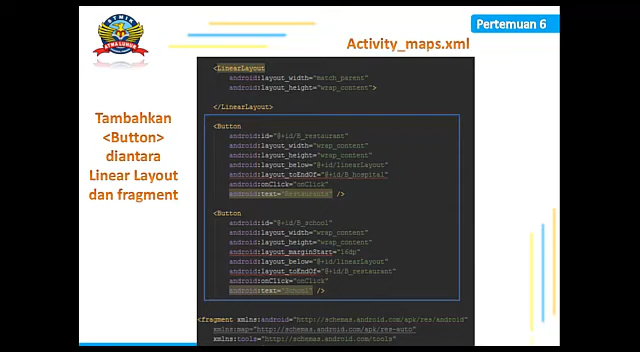 STMIK
ATMA LUHUR
Pertemuan 6
Activity_maps.xml
Tambahkan
<Button>
diantara
Linear Layout
dan fragment
<LinearLayout
android:layout_width="match_parent"
android:layout_height="wrap_content">
</LinearLayout>
<Button
android:id="@+id/B_restaurant"
android:layout_width="wrap_content"
android:layout_height="wrap_content"
android:layout_below="@+id/linearLayout"
android:layout_toEndOf="@+id/B_hospital"
android:onClick="onClick"
android:text="Restaurants" />
<Button
android:id="@+id/B_school"
android:layout_width="wrap_content"
android:layout_height="wrap_content"
android:layout_marginStart="16dp"
android:layout_below="@+id/linearLayout"
android:layout_toEndOf="@+id/B_restaurant"
android:onClick="onClick"
android:text="School" />
<fragment xmlns:android="http://schemas.android.com/apk/res/android"
xmlns:map="http://schemas.android.com/apk/res-auto"
xmlns:tools="http://schemas.android.com/tools"